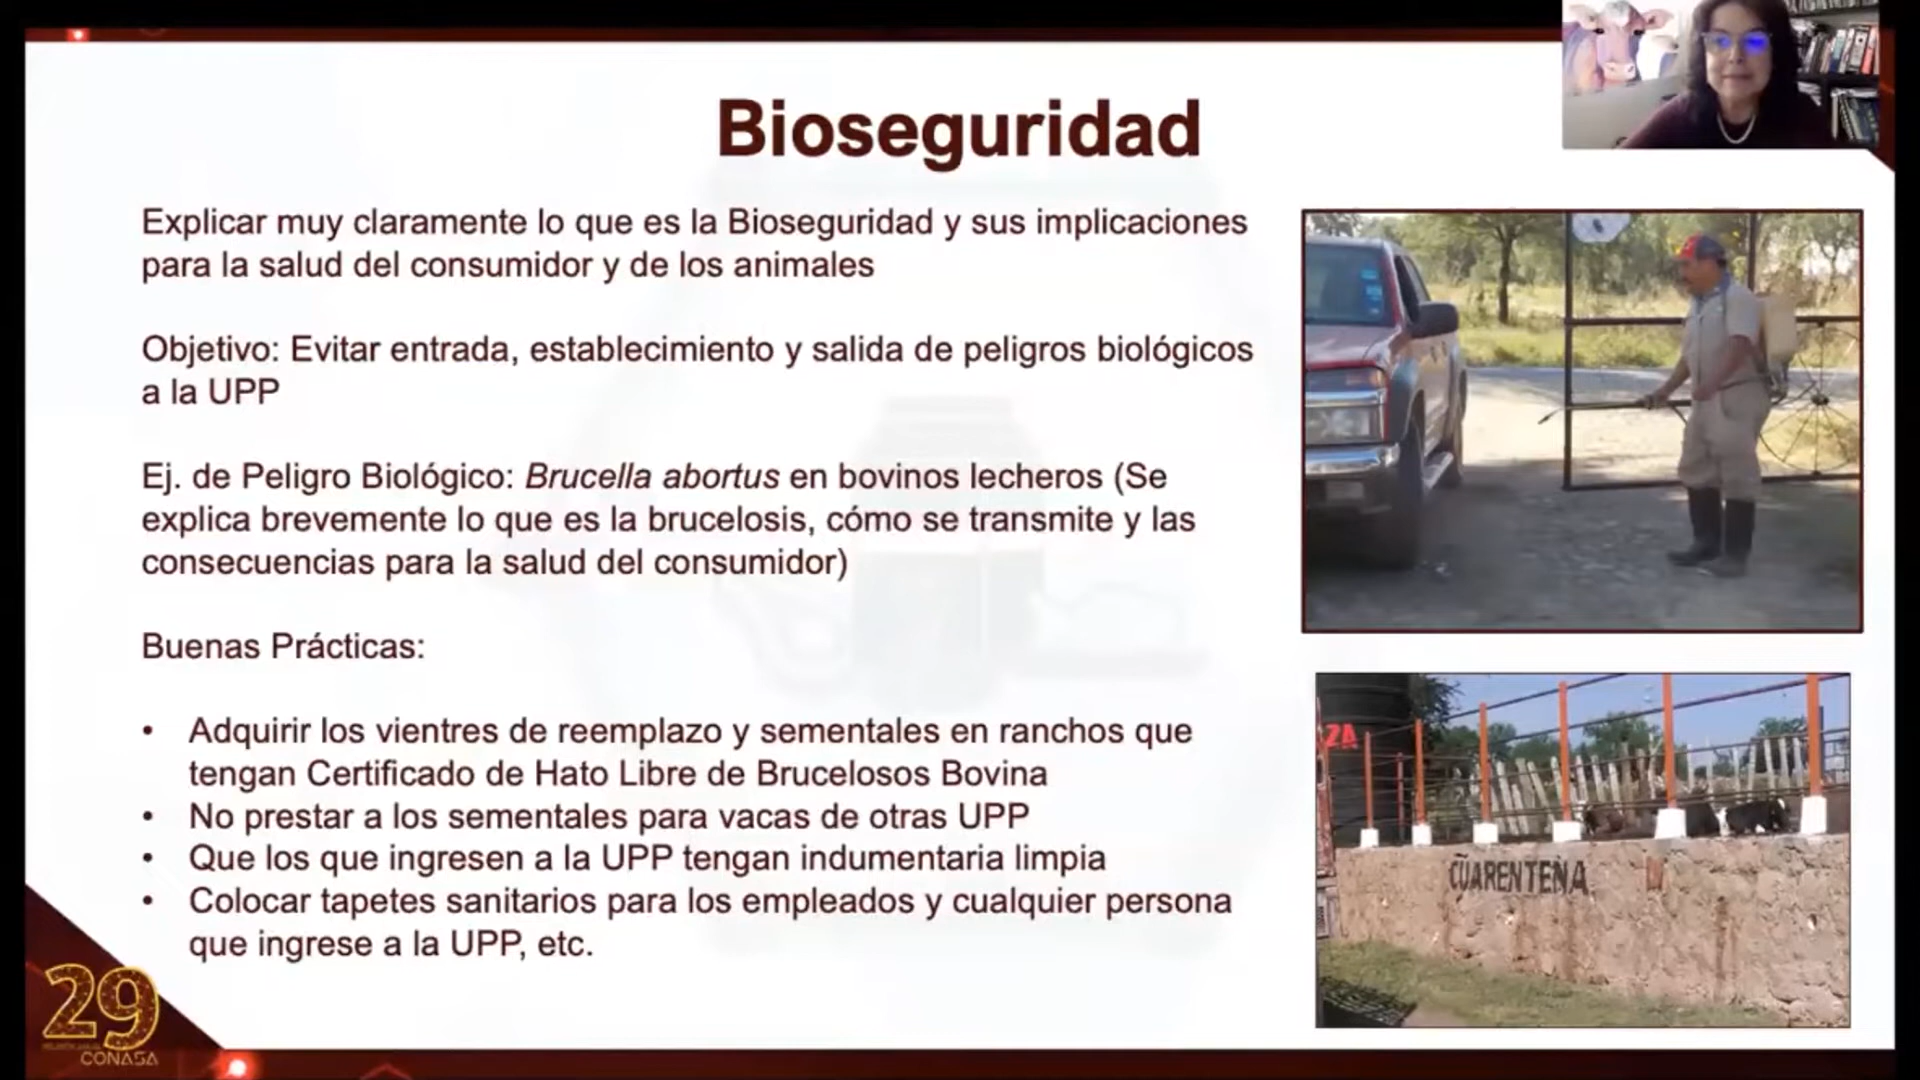 Bioseguridad
Explicar muy claramente lo que es la Bioseguridad y sus implicaciones
para la salud del consumidor y de los animales
Objetivo: Evitar entrada, establecimiento y salida de peligros biológicos
a la UPP
Ej. de Peligro Biológico: Brucella abortus en bovinos lecheros (Se
explica brevemente lo que es la brucelosis, cómo se transmite y las
consecuencias para la salud del consumidor)
Buenas Prácticas:
• Adquirir los vientres de reemplazo y sementales en ranchos que
tengan Certificado de Hato Libre de Brucelosos Bovina
• No prestar a los sementales para vacas de otras UPP
• Que los que ingresen a la UPP tengan indumentaria limpia
• Colocar tapetes sanitarios para los empleados y cualquier persona
que ingrese a la UPP, etc.
ZA
CUARENTENA
29
CONASA